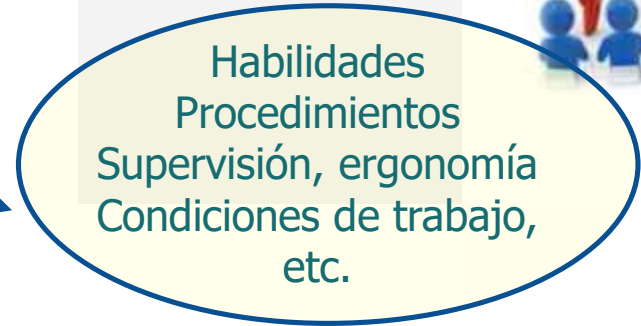 Habilidades
Procedimientos
Supervisión, ergonomía
Condiciones de trabajo,
etc.